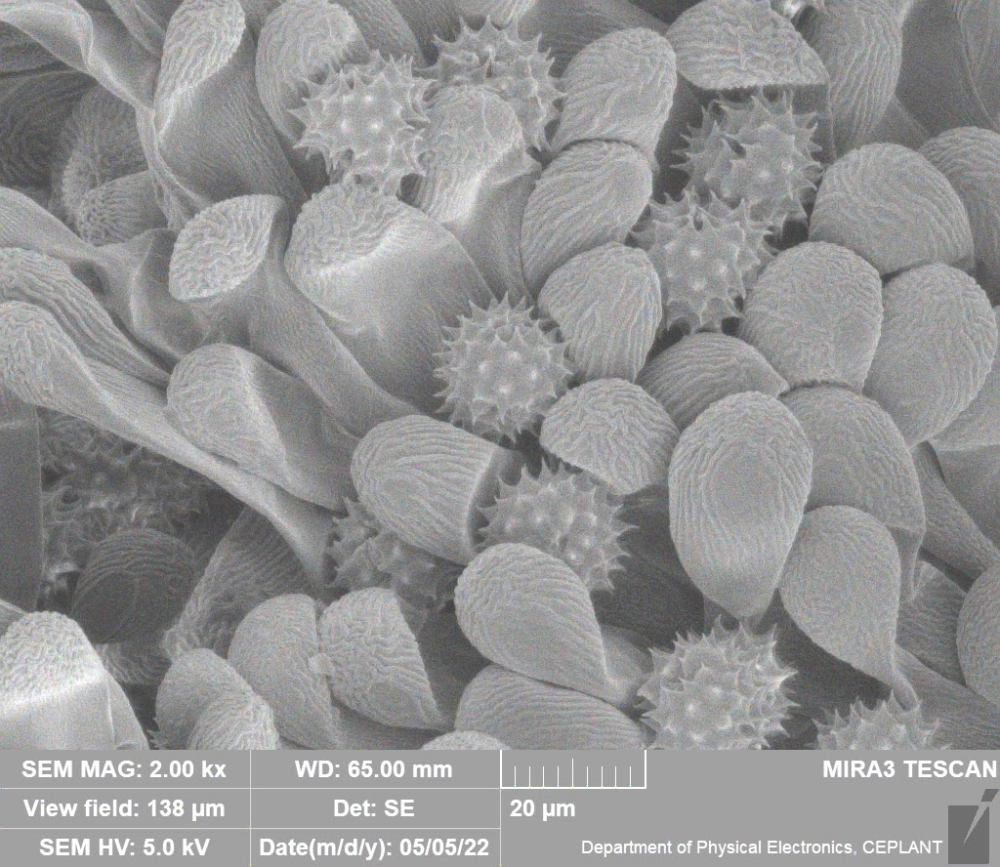 SEM MAG: 2.00 kx WD: 65.00 mm MIRA3 TESCAN
View field: 138 µm Det: SE 20 µm
SEM HV: 5.0 kV Date(m/d/y): 05/05/22 Department of Physical Electronics, CEPLANT